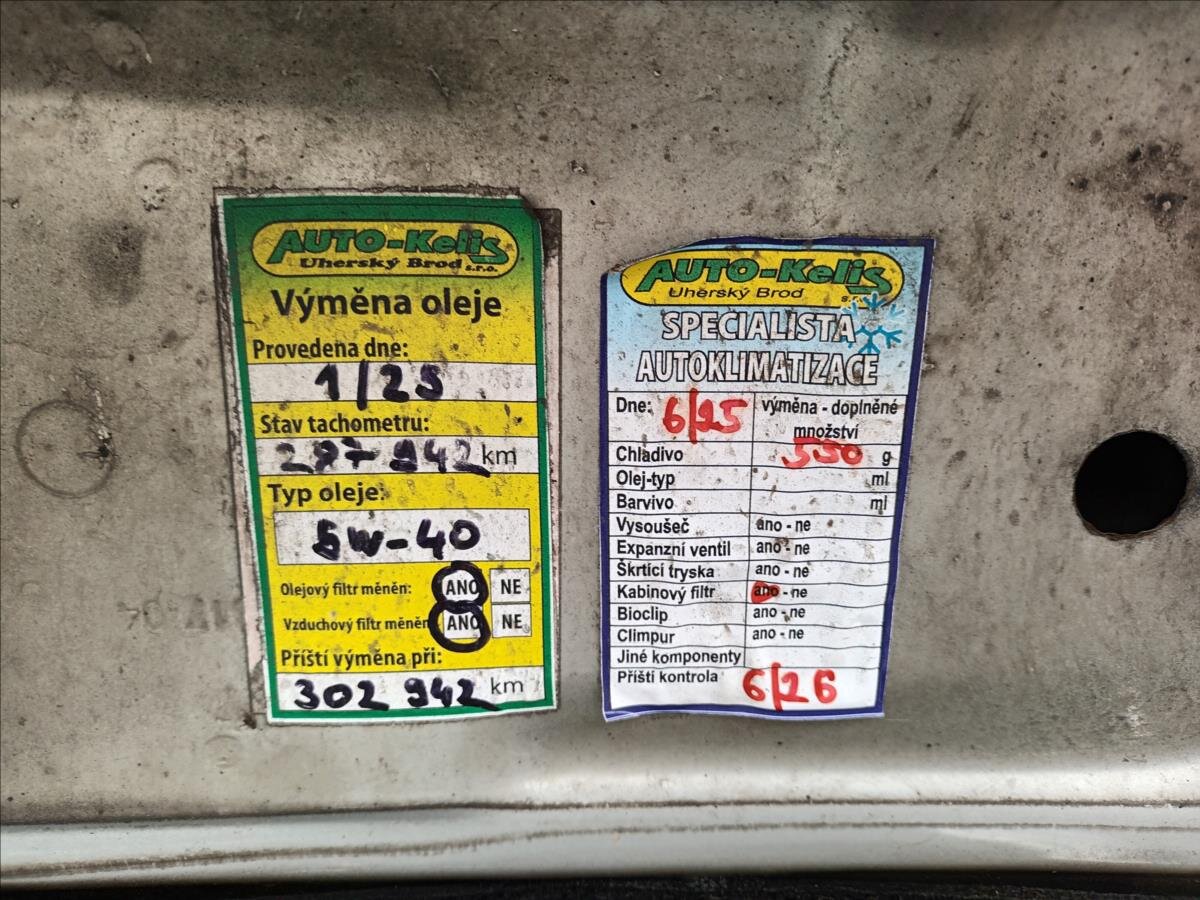 AUTO-Kelis
Uherský Brod s.r.o.
Výměna oleje
Provedena dne:
1/25
Stav tachometru:
297 942 km
Typ oleje:
5W-40
Olejový filtr měněn: ANO NE
Vzduchový filtr měněn ANO NE
Příští výměna při:
302 942 km
AUTO-Kelis
Uherský Brod s.r.
SPECIALISTA
AUTOKLIMATIZACE
Dne: 6/25 výměna - doplněné
množství
Chladivo 550 g
Olej-typ ml
Barvivo ml
Vysoušeč ano - ne
Expanzní ventil ano - ne
Škrtící tryska ano - ne
Kabinový filtr ano - ne
Bioclip ano - ne
Climpur ano - ne
Jiné komponenty
Příští kontrola 6/26